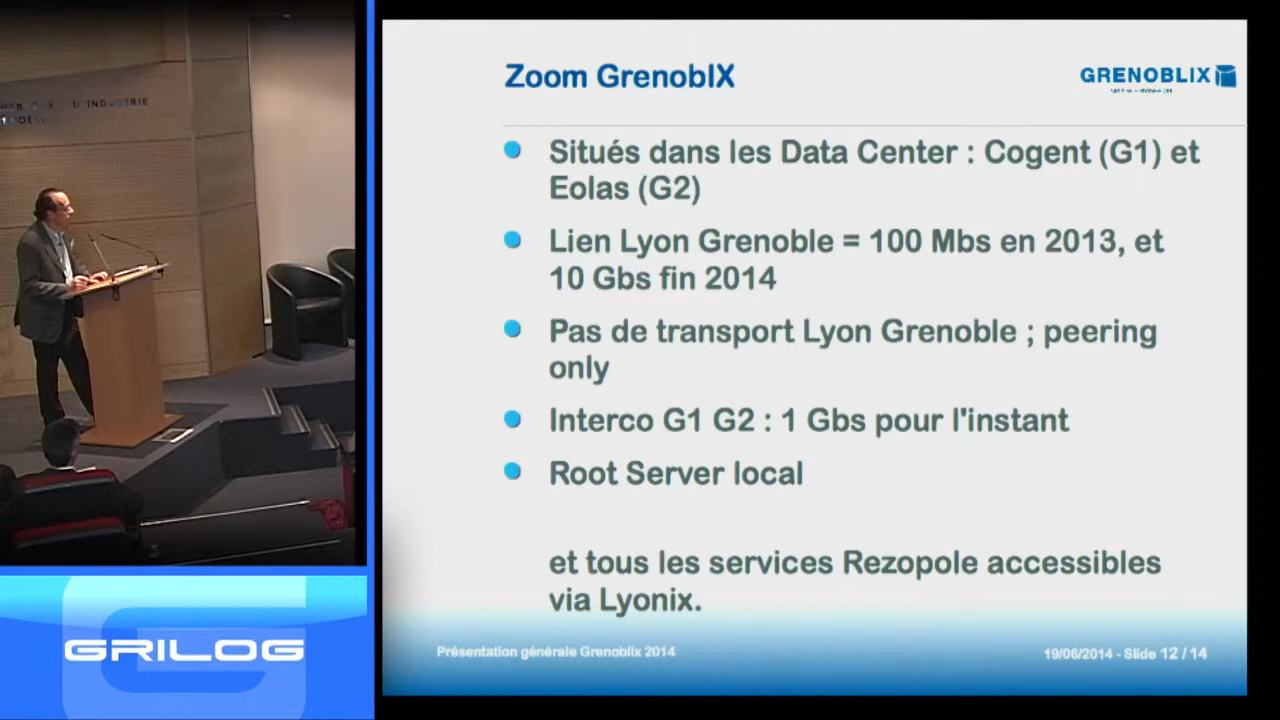 ET D'INDUSTRIE
Zoom GrenoblIX
GRENOBLIX
Situés dans les Data Center : Cogent (G1) et
Eolas (G2)
Lien Lyon Grenoble = 100 Mbs en 2013, et
10 Gbs fin 2014
Pas de transport Lyon Grenoble ; peering
only
Interco G1 G2 : 1 Gbs pour l'instant
Root Server local
et tous les services Rezopole accessibles
via Lyonix.
Présentation générale Grenoblix 2014
19/06/2014 - Slide 12 / 14
GRILOG